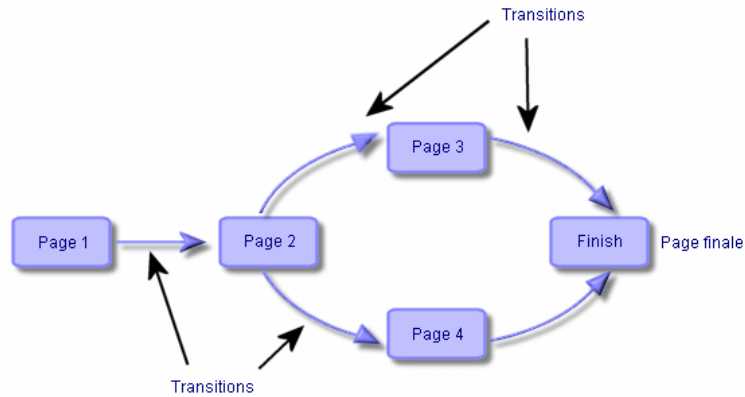 Transitions
Page 3
Page 1
Page 2
Finish
Page finale
Page 4
Transitions